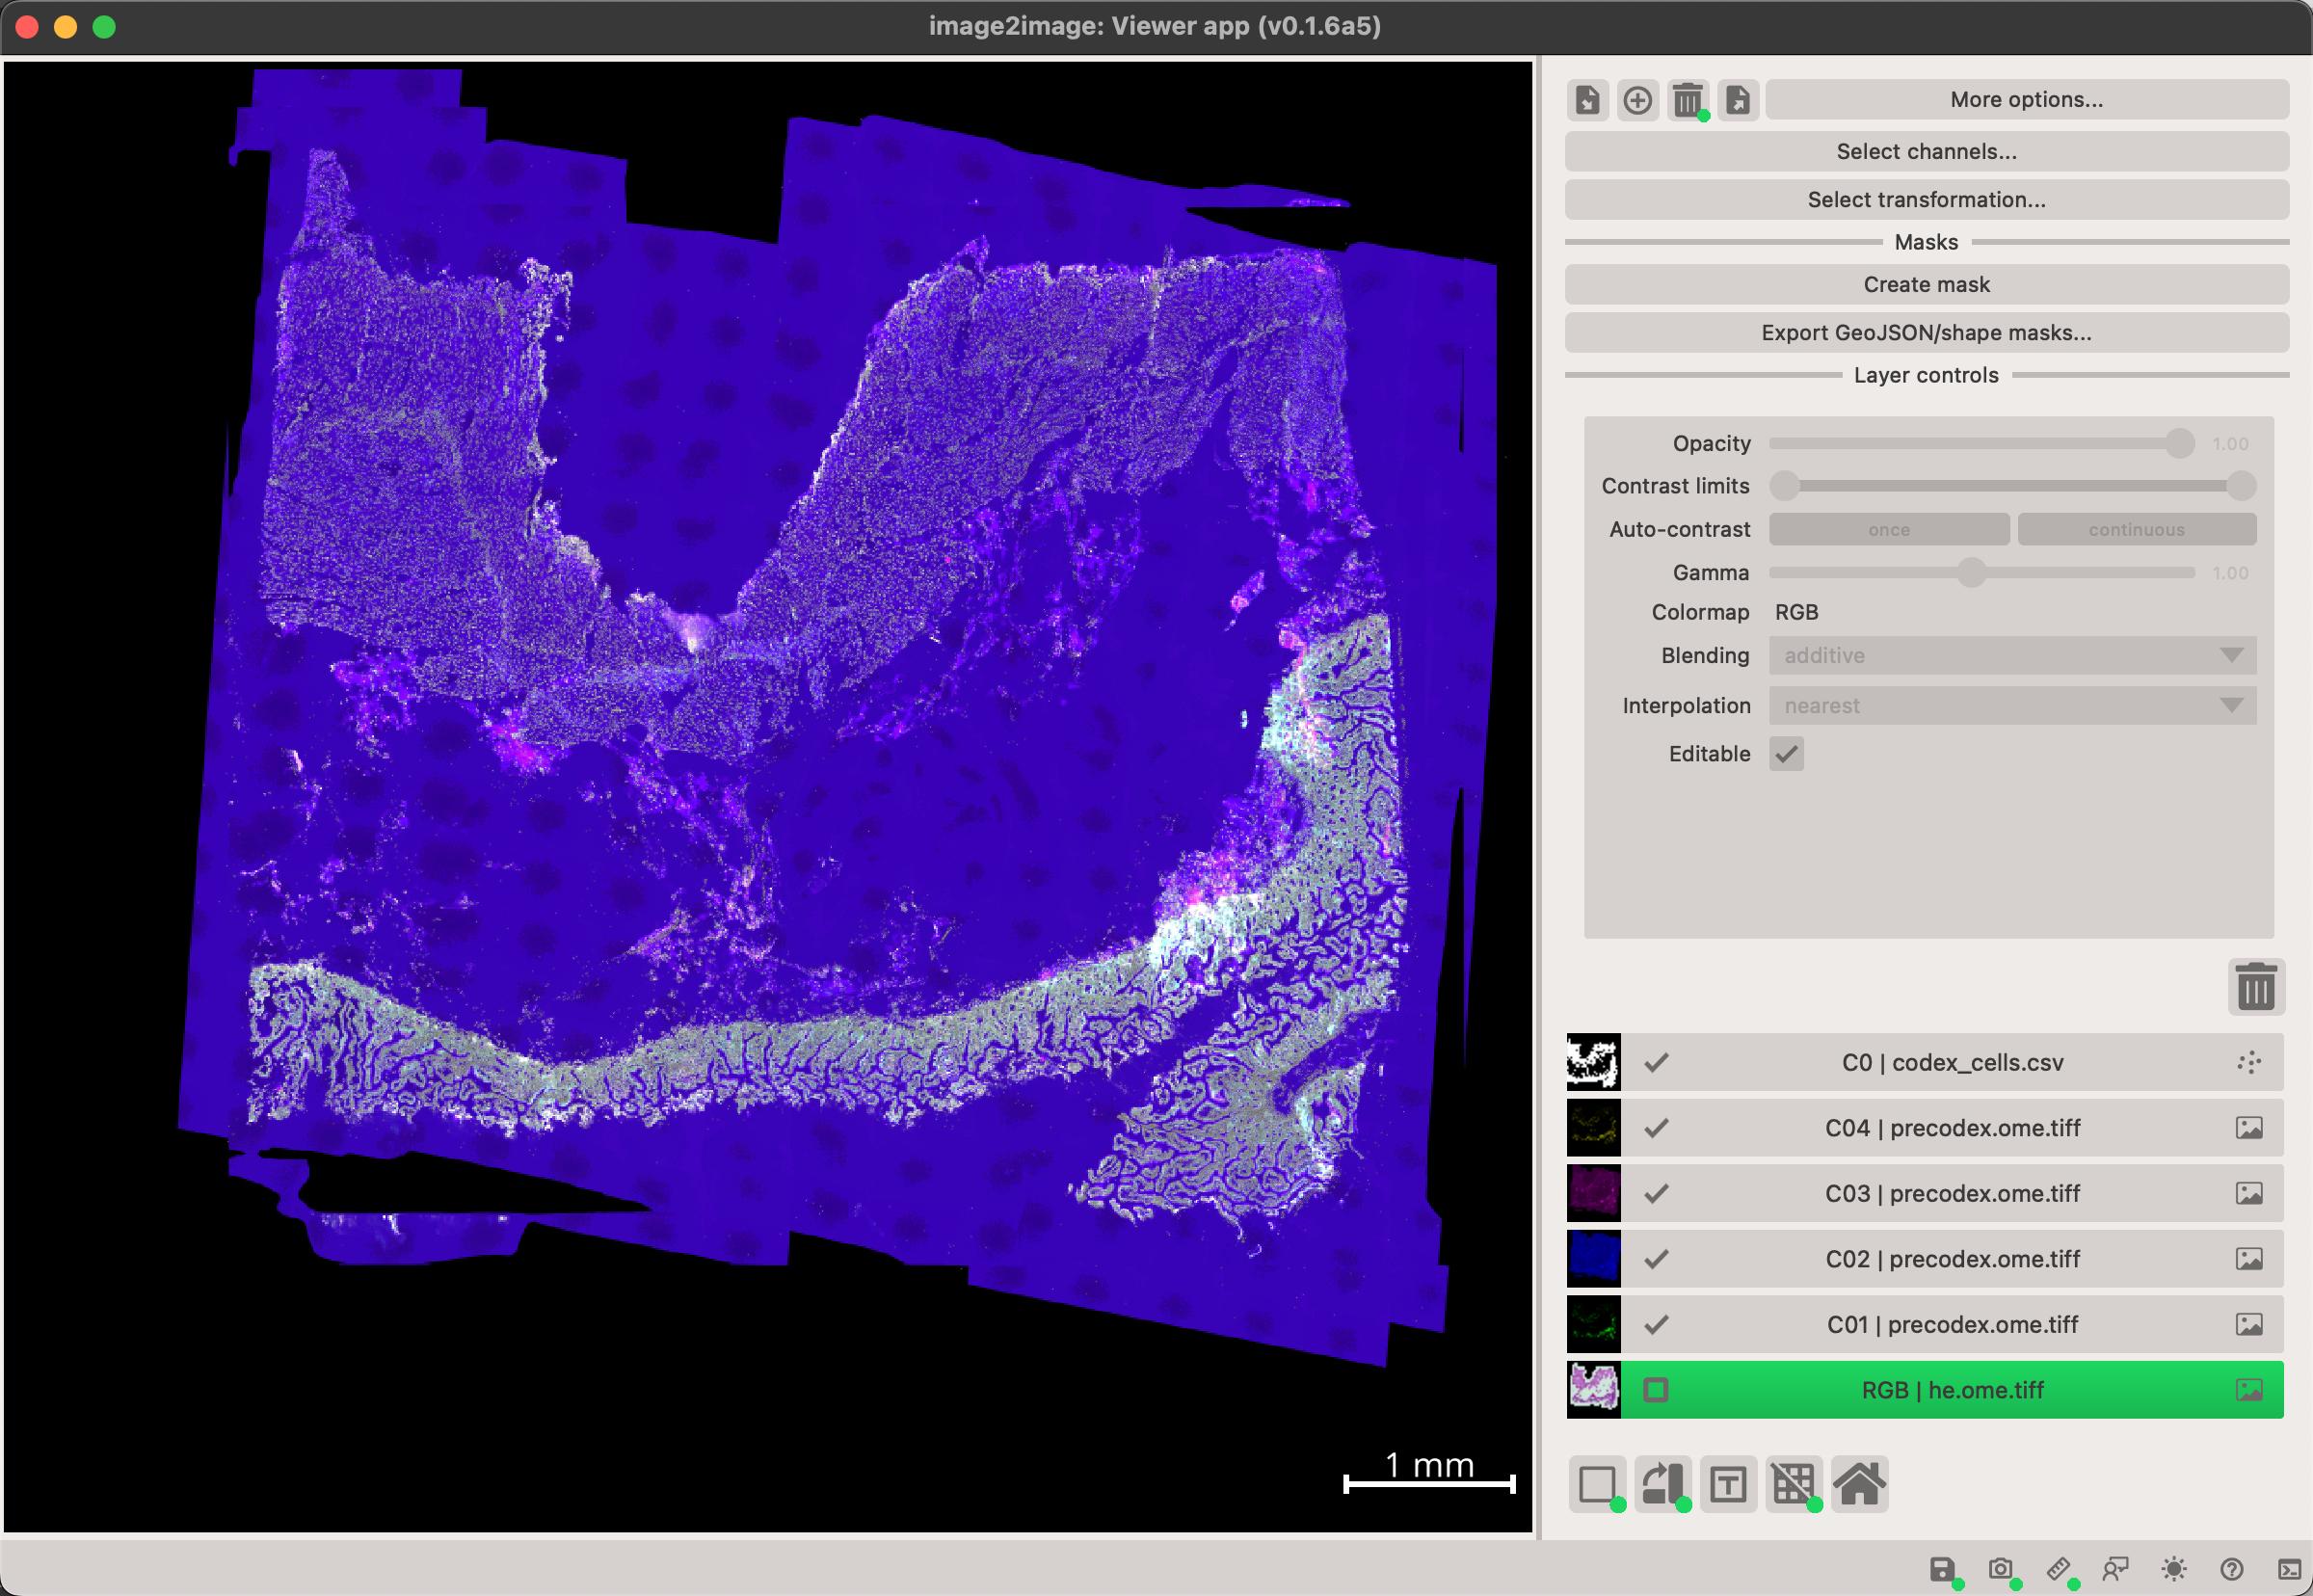 image2image: Viewer app (v0.1.6a5)
More options...
Select channels...
Select transformation...
Masks
Create mask
Export GeoJSON/shape masks...
Layer controls
Opacity 1.00
Contrast limits
Auto-contrast once continuous
Gamma 1.00
Colormap RGB
Blending additive
Interpolation nearest
Editable
C0 | codex_cells.csv
C04 | precodex.ome.tiff
C03 | precodex.ome.tiff
C02 | precodex.ome.tiff
C01 | precodex.ome.tiff
RGB | he.ome.tiff
1 mm